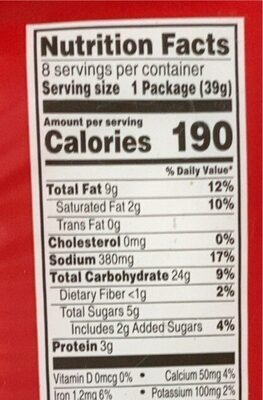 Nutrition Facts
8 servings per container
Serving size 1 Package (39g)
Amount per serving
Calories 190
% Daily Value*
Total Fat 9g 12%
Saturated Fat 2g 10%
Trans Fat 0g
Cholesterol 0mg 0%
Sodium 380mg 17%
Total Carbohydrate 24g 9%
Dietary Fiber <1g 2%
Total Sugars 5g
Includes 2g Added Sugars 4%
Protein 3g
Vitamin D 0mcg 0% • Calcium 50mg 4%
Iron 1.2mg 6% • Potassium 100mg 2%